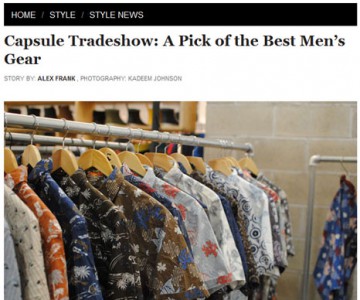 HOME / STYLE / STYLE NEWS
Capsule Tradeshow: A Pick of the Best Men's
Gear
STORY BY: ALEX FRANK , PHOTOGRAPHY: KADEEM JOHNSON